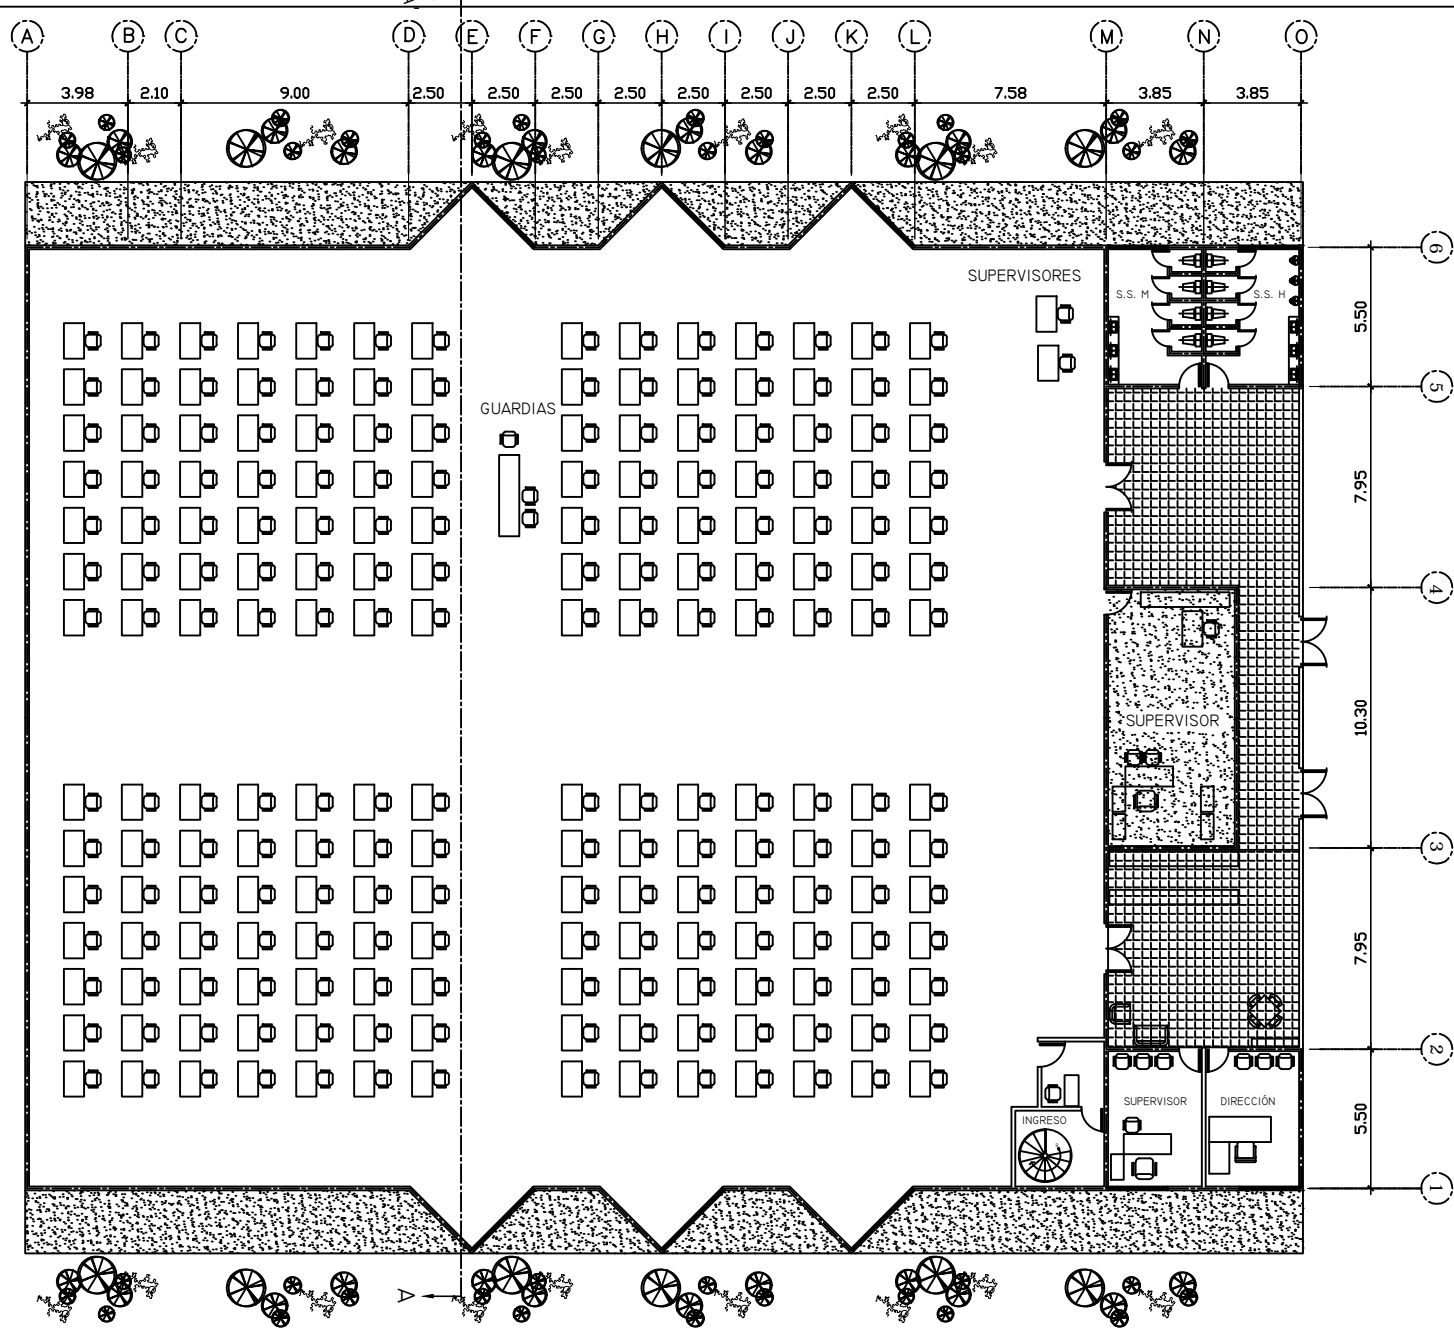 A
A B C D E F G H I J K L M N O
3.98 2.10 9.00 2.50 2.50 2.50 2.50 2.50 2.50 2.50 2.50 7.58 3.85 3.85
6
SUPERVISORES
S.S. M
S.S. H
5.50
5
GUARDIAS
7.95
4
SUPERVISOR
10.30
3
7.95
2
SUPERVISOR
DIRECCIÓN
INGRESO
5.50
1
A